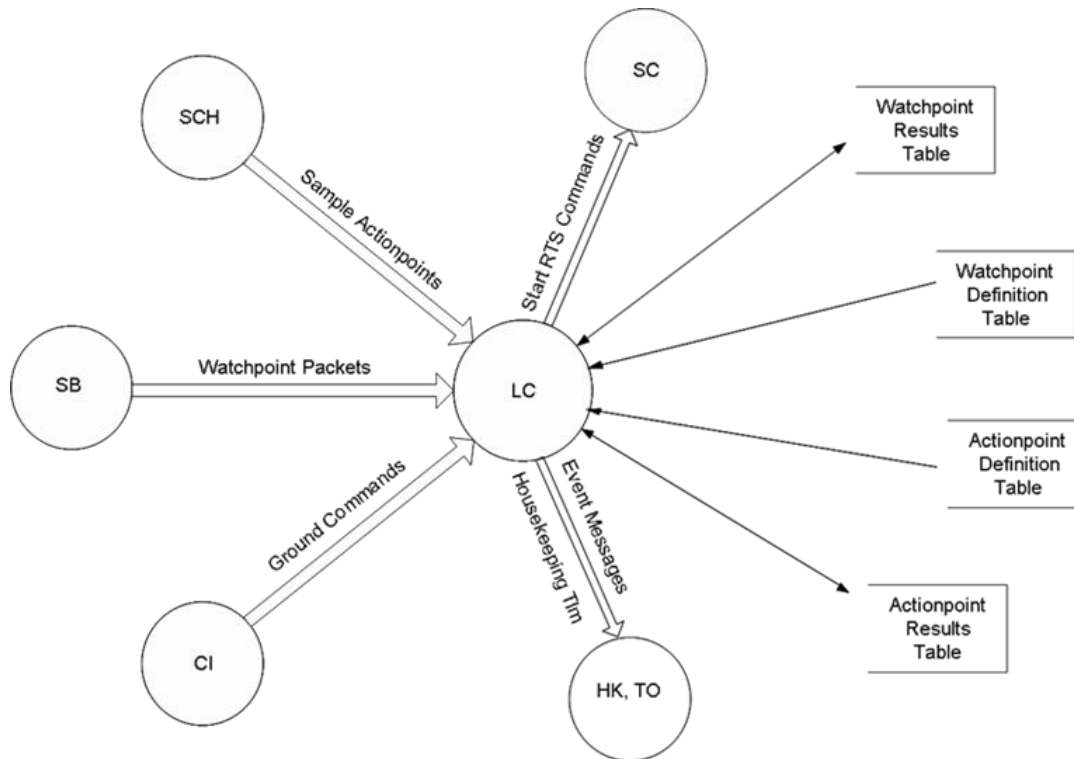 SCH
SC
Watchpoint
Results
Table
Sample Actionpoints
Start RTS Commands
Watchpoint
Definition
Table
SB
Watchpoint Packets
LC
Actionpoint
Definition
Table
Ground Commands
Housekeeping Tlm
Event Messages
Actionpoint
Results
Table
CI
HK, TO